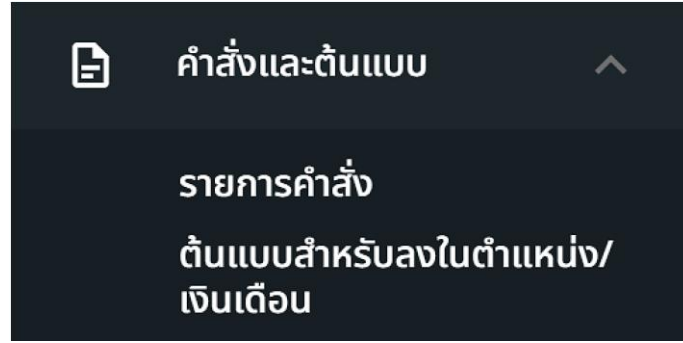 คำสั่งและต้นแบบ
รายการคำสั่ง
ต้นแบบสำหรับลงในตำแหน่ง/
เงินเดือน